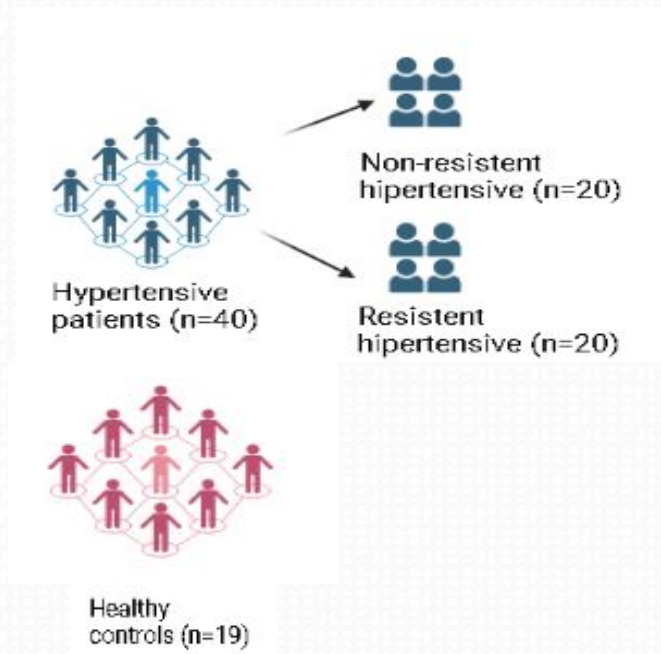 Non-resistent
hipertensive (n=20)
Hypertensive
patients (n=40)
Resistent
hipertensive (n=20)
Healthy
controls (n=19)